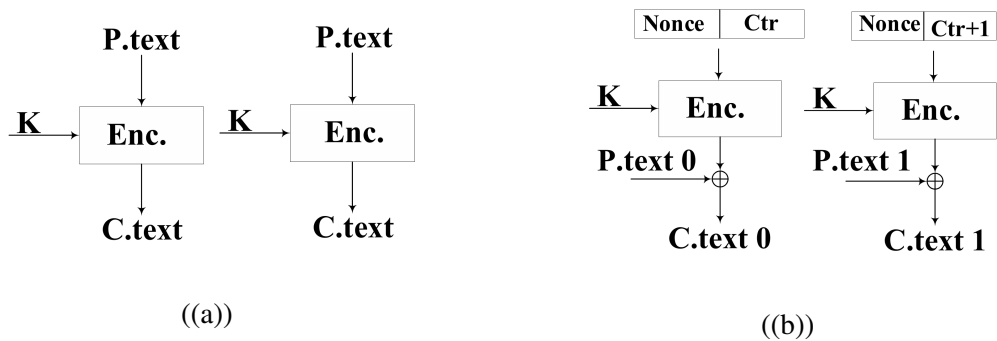 P.text
K
Enc.
C.text
P.text
K
Enc.
C.text
((a))
Nonce Ctr
K
Enc.
P.text 0
C.text 0
Nonce Ctr+1
K
Enc.
P.text 1
C.text 1
((b))